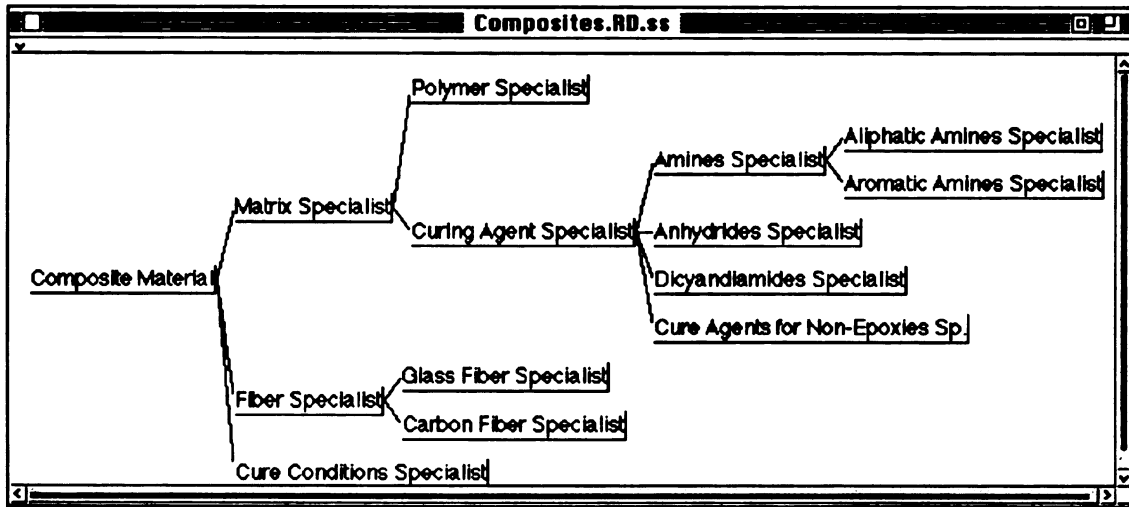 Composites.RD.ss
Polymer Specialist
Aliphatic Amines Specialist
Amines Specialist
Aromatic Amines Specialist
Matrix Specialist
Curing Agent Specialist
Anhydrides Specialist
Composite Material
Dicyandiamides Specialist
Cure Agents for Non-Epoxies Sp.
Glass Fiber Specialist
Fiber Specialist
Carbon Fiber Specialist
Cure Conditions Specialist